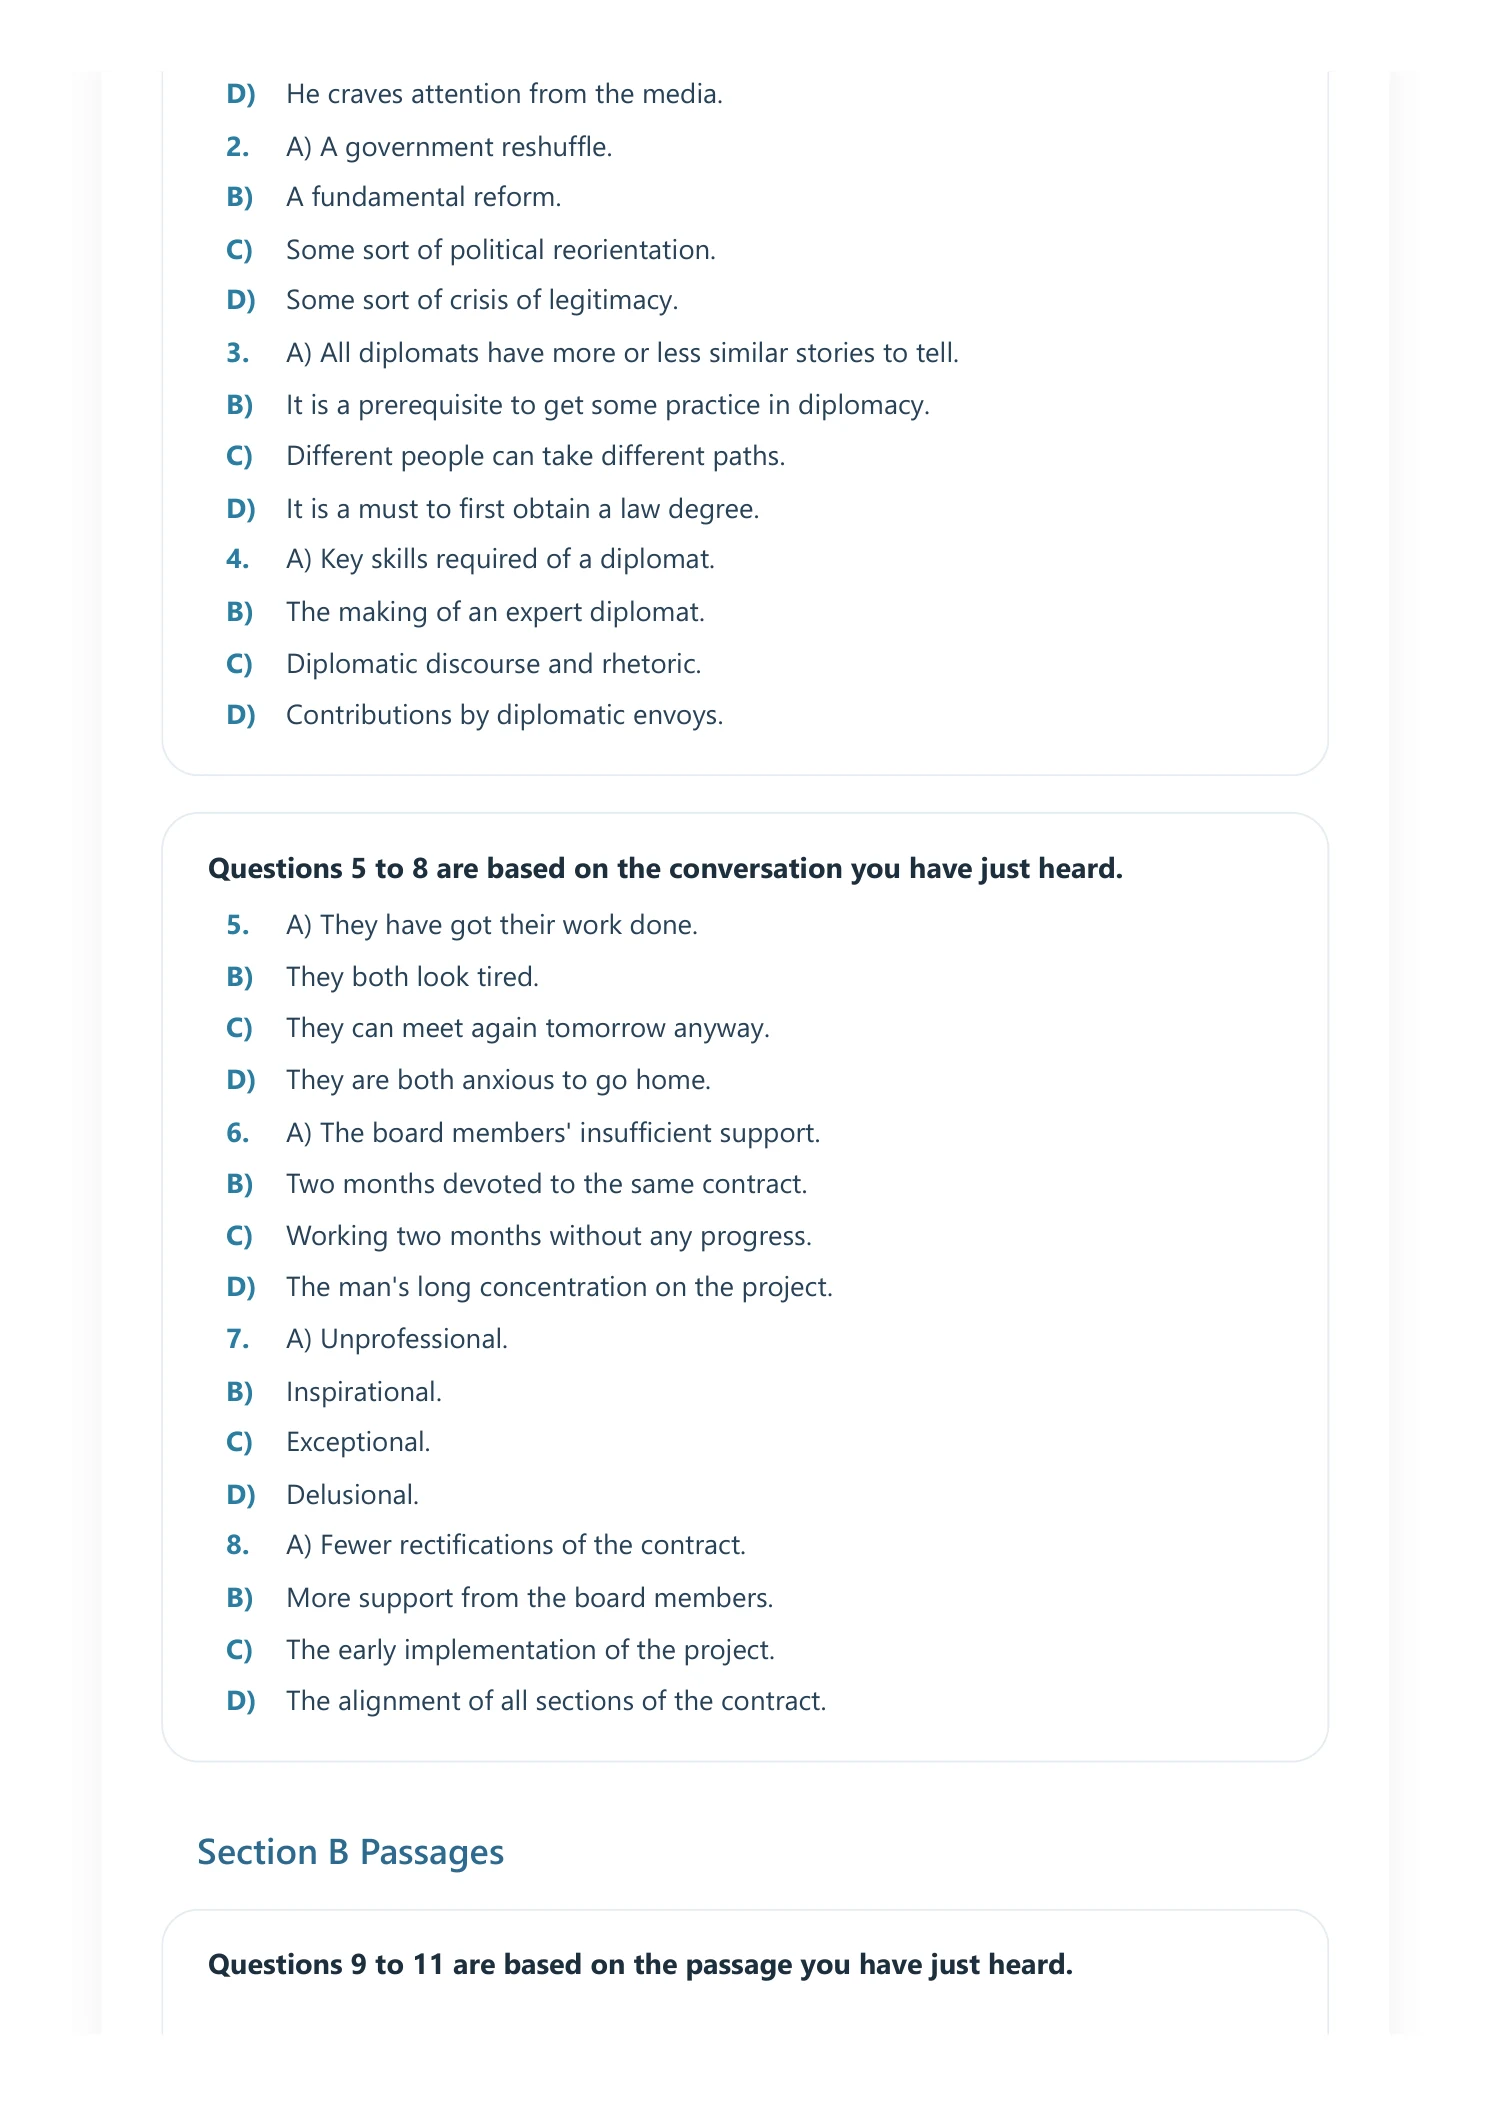 D) He craves attention from the media.
2. A) A government reshuffle.
B) A fundamental reform.
C) Some sort of political reorientation.
D) Some sort of crisis of legitimacy.
3. A) All diplomats have more or less similar stories to tell.
B) It is a prerequisite to get some practice in diplomacy.
C) Different people can take different paths.
D) It is a must to first obtain a law degree.
4. A) Key skills required of a diplomat.
B) The making of an expert diplomat.
C) Diplomatic discourse and rhetoric.
D) Contributions by diplomatic envoys.
Questions 5 to 8 are based on the conversation you have just heard.
5. A) They have got their work done.
B) They both look tired.
C) They can meet again tomorrow anyway.
D) They are both anxious to go home.
6. A) The board members' insufficient support.
B) Two months devoted to the same contract.
C) Working two months without any progress.
D) The man's long concentration on the project.
7. A) Unprofessional.
B) Inspirational.
C) Exceptional.
D) Delusional.
8. A) Fewer rectifications of the contract.
B) More support from the board members.
C) The early implementation of the project.
D) The alignment of all sections of the contract.
Section B Passages
Questions 9 to 11 are based on the passage you have just heard.